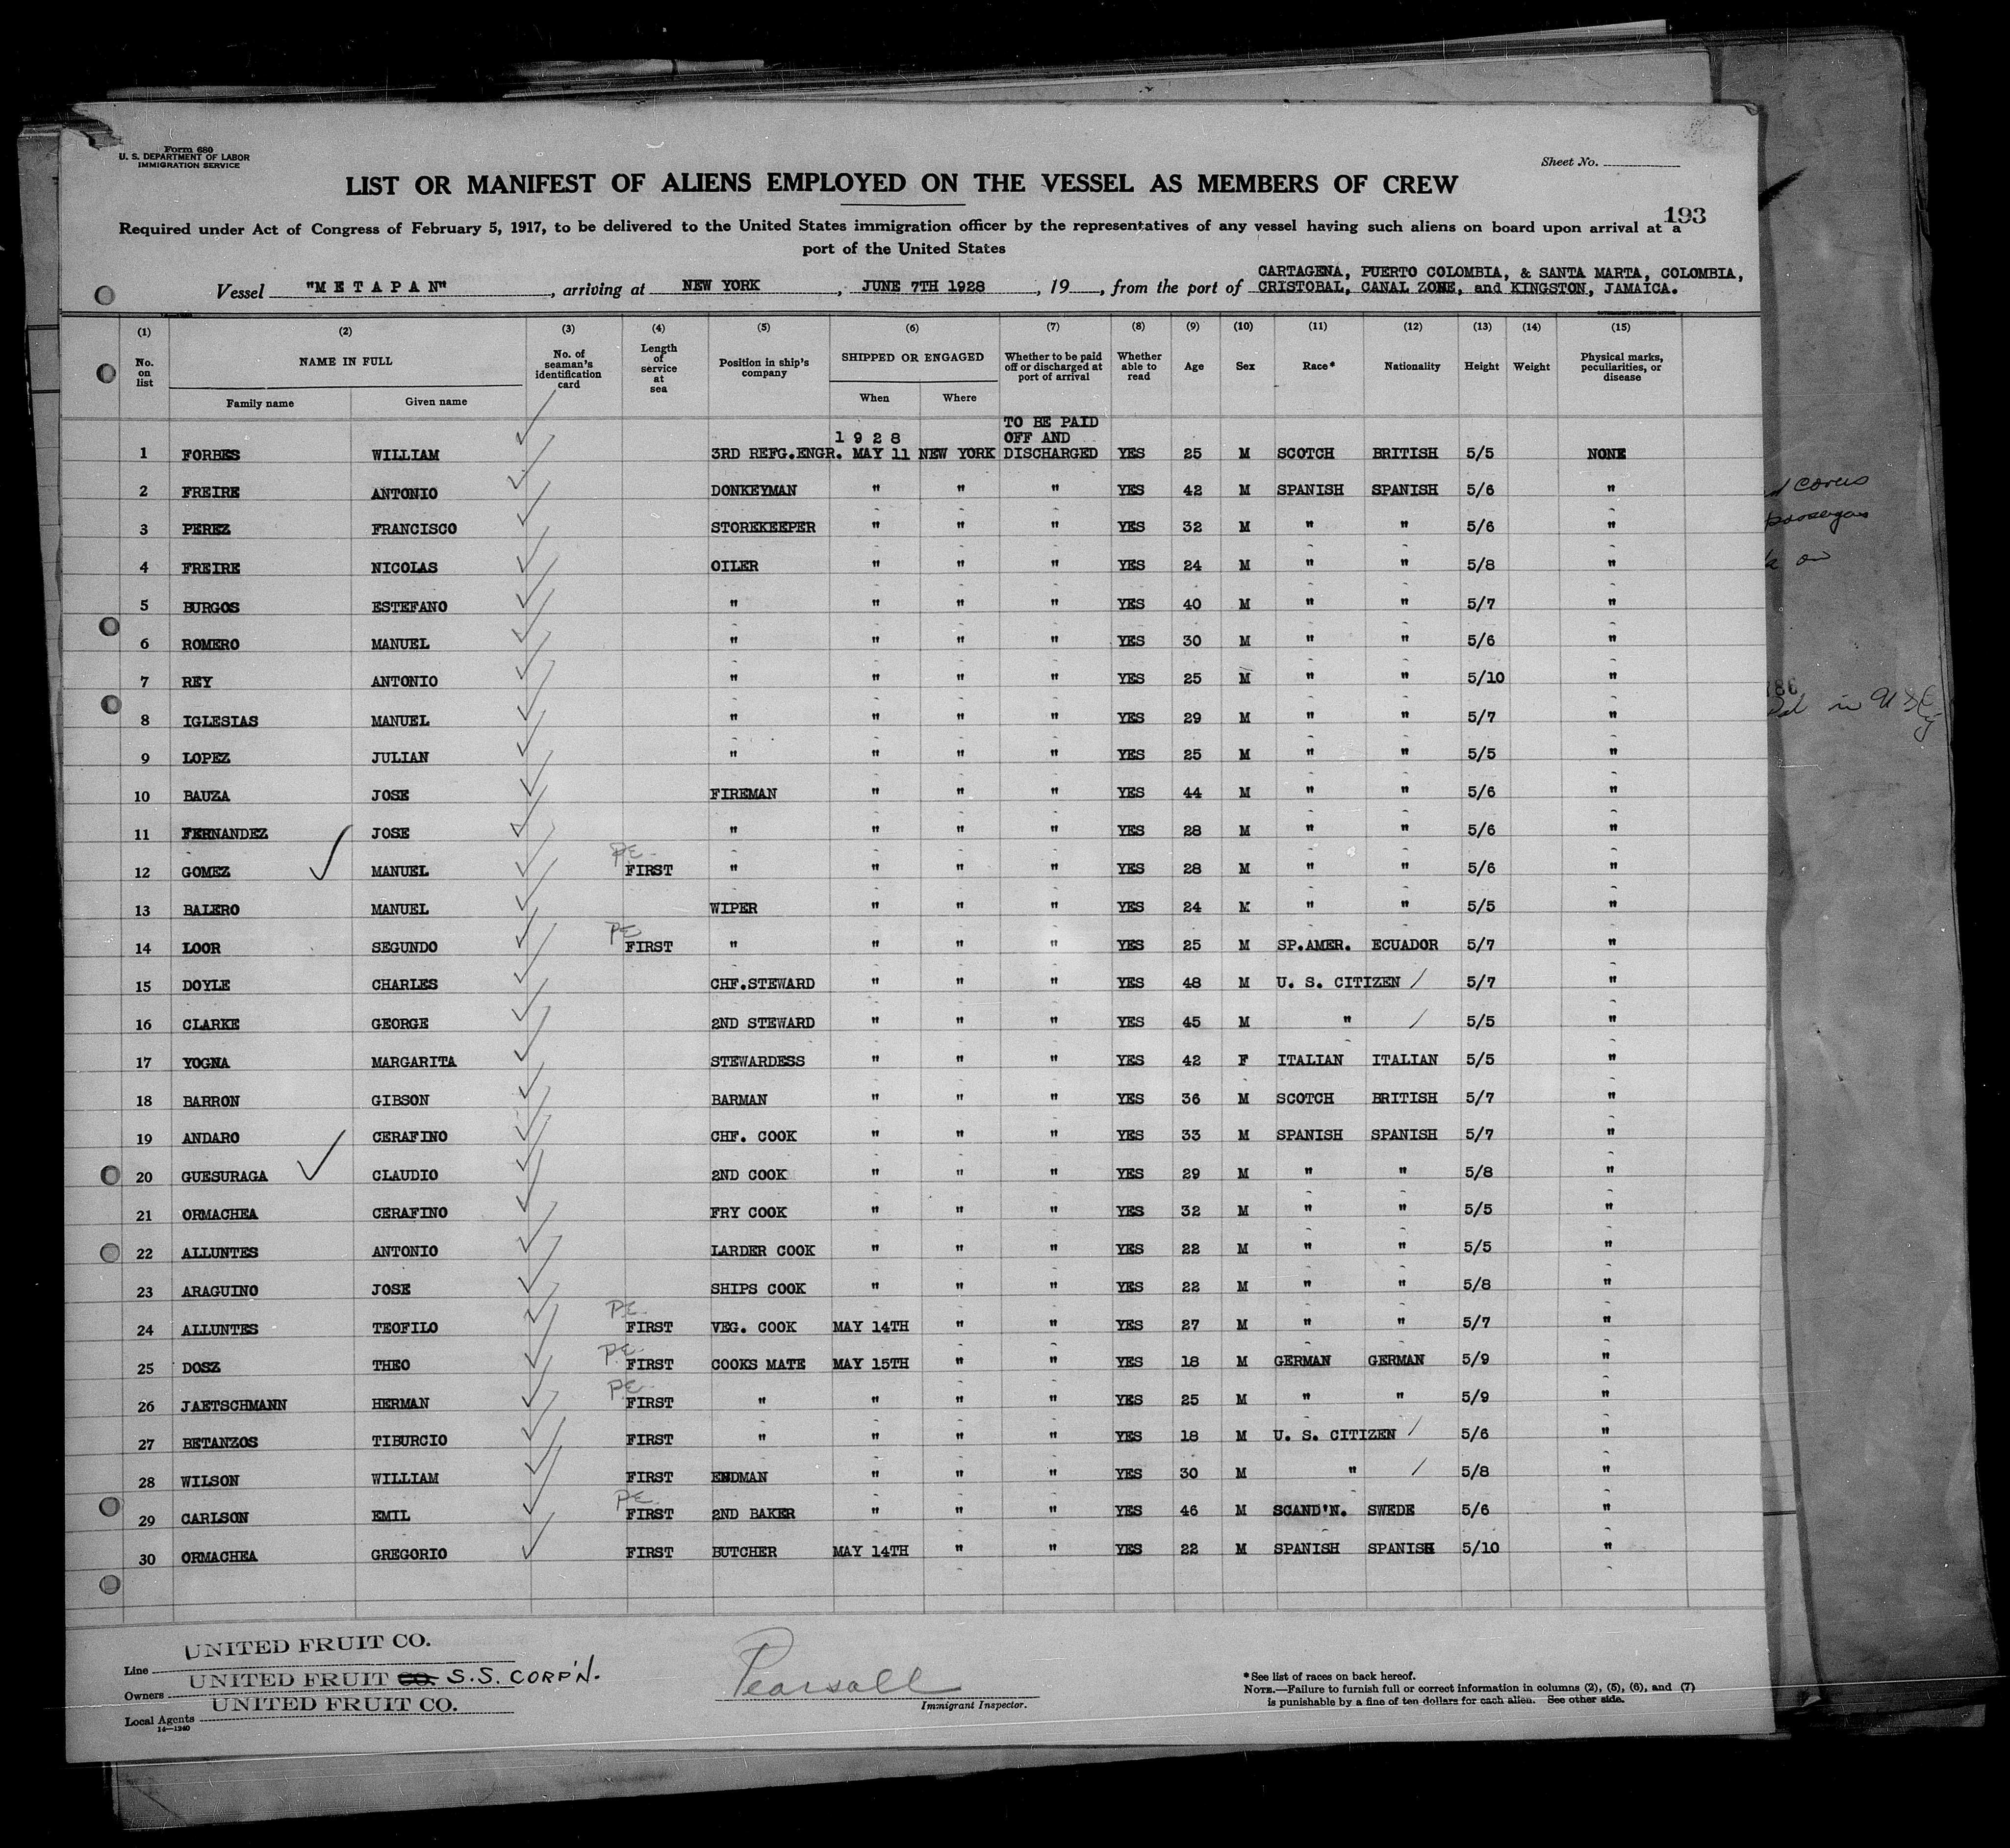 Form 680
U. S. DEPARTMENT OF LABOR
IMMIGRATION SERVICE
Sheet No.
LIST OR MANIFEST OF ALIENS EMPLOYED ON THE VESSEL AS MEMBERS OF CREW
193
Required under Act of Congress of February 5, 1917, to be delivered to the United States immigration officer by the representatives of any vessel having such aliens on board upon arrival at a
port of the United States
CARTAGENA, PUERTO COLOMBIA, & SANTA MARTA, COLOMBIA,
Vessel "METAPAN", arriving at NEW YORK, JUNE 7TH 1928, 19, from the port of CRISTOBAL, CANAL ZONE, and KINGSTON, JAMAICA.
(1) (2) (3) (4) (5) (6) (7) (8) (9) (10) (11) (12) (13) (14) (15)
No. on list NAME IN FULL Family name Given name No. of seaman's identification card Length of service at sea Position in ship's company SHIPPED OR ENGAGED When Where Whether to be paid off or discharged at port of arrival Whether able to read Age Sex Race* Nationality Height Weight Physical marks, peculiarities, or disease
1 FORBES WILLIAM 3RD REFG.ENGR. 1928 MAY 11 NEW YORK TO BE PAID OFF AND DISCHARGED YES 25 M SCOTCH BRITISH 5/5 NONE
2 FREIRE ANTONIO DONKEYMAN " " " YES 42 M SPANISH SPANISH 5/6 "
3 PEREZ FRANCISCO STOREKEEPER " " " YES 32 M " " 5/6 "
4 FREIRE NICOLAS OILER " " " YES 24 M " " 5/8 "
5 BURGOS ESTEFANO " " " " YES 40 M " " 5/7 "
6 ROMERO MANUEL " " " " YES 30 M " " 5/6 "
7 REY ANTONIO " " " " YES 25 M " " 5/10 "
8 IGLESIAS MANUEL " " " " YES 29 M " " 5/7 "
9 LOPEZ JULIAN " " " " YES 25 M " " 5/5 "
10 BAUZA JOSE FIREMAN " " " YES 44 M " " 5/6 "
11 FERNANDEZ JOSE " " " " YES 28 M " " 5/6 "
12 GOMEZ MANUEL PE FIRST " " " " YES 28 M " " 5/6 "
13 BALERO MANUEL WIPER " " " YES 24 M " " 5/5 "
14 LOOR SEGUNDO PE FIRST " " " " YES 25 M SP.AMER. ECUADOR 5/7 "
15 DOYLE CHARLES CHF.STEWARD " " " YES 48 M U. S. CITIZEN 5/7 "
16 CLARKE GEORGE 2ND STEWARD " " " YES 45 M " 5/5 "
17 YOGNA MARGARITA STEWARDESS " " " YES 42 F ITALIAN ITALIAN 5/5 "
18 BARRON GIBSON BARMAN " " " YES 36 M SCOTCH BRITISH 5/7 "
19 ANDARO CERAFINO CHF. COOK " " " YES 33 M SPANISH SPANISH 5/7 "
20 GUESURAGA CLAUDIO 2ND COOK " " " YES 29 M " " 5/8 "
21 ORMACHEA CERAFINO FRY COOK " " " YES 32 M " " 5/5 "
22 ALLUNTES ANTONIO LARDER COOK " " " YES 22 M " " 5/5 "
23 ARAGUINO JOSE SHIPS COOK " " " YES 22 M " " 5/8 "
24 ALLUNTES TEOFILO PE FIRST VEG. COOK MAY 14TH " " YES 27 M " " 5/7 "
25 DOSZ THEO PE FIRST COOKS MATE MAY 15TH " " YES 18 M GERMAN GERMAN 5/9 "
26 JAETSCHMANN HERMAN PE FIRST " " " " YES 25 M " " 5/9 "
27 BETANZOS TIBURCIO FIRST " " " " YES 18 M U. S. CITIZEN 5/6 "
28 WILSON WILLIAM FIRST ENDMAN " " " YES 30 M " 5/8 "
29 CARLSON EMIL PE FIRST 2ND BAKER " " " YES 46 M SCAND'N. SWEDE 5/6 "
30 ORMACHEA GREGORIO FIRST BUTCHER MAY 14TH " " YES 22 M SPANISH SPANISH 5/10 "
Line UNITED FRUIT CO.
Owners UNITED FRUIT CO. S.S. CORP'N.
Local Agents UNITED FRUIT CO.
14—1240
Pearsall
Immigrant Inspector.
*See list of races on back hereof.
NOTE.—Failure to furnish full or correct information in columns (2), (5), (6), and (7)
is punishable by a fine of ten dollars for each alien. See other side.